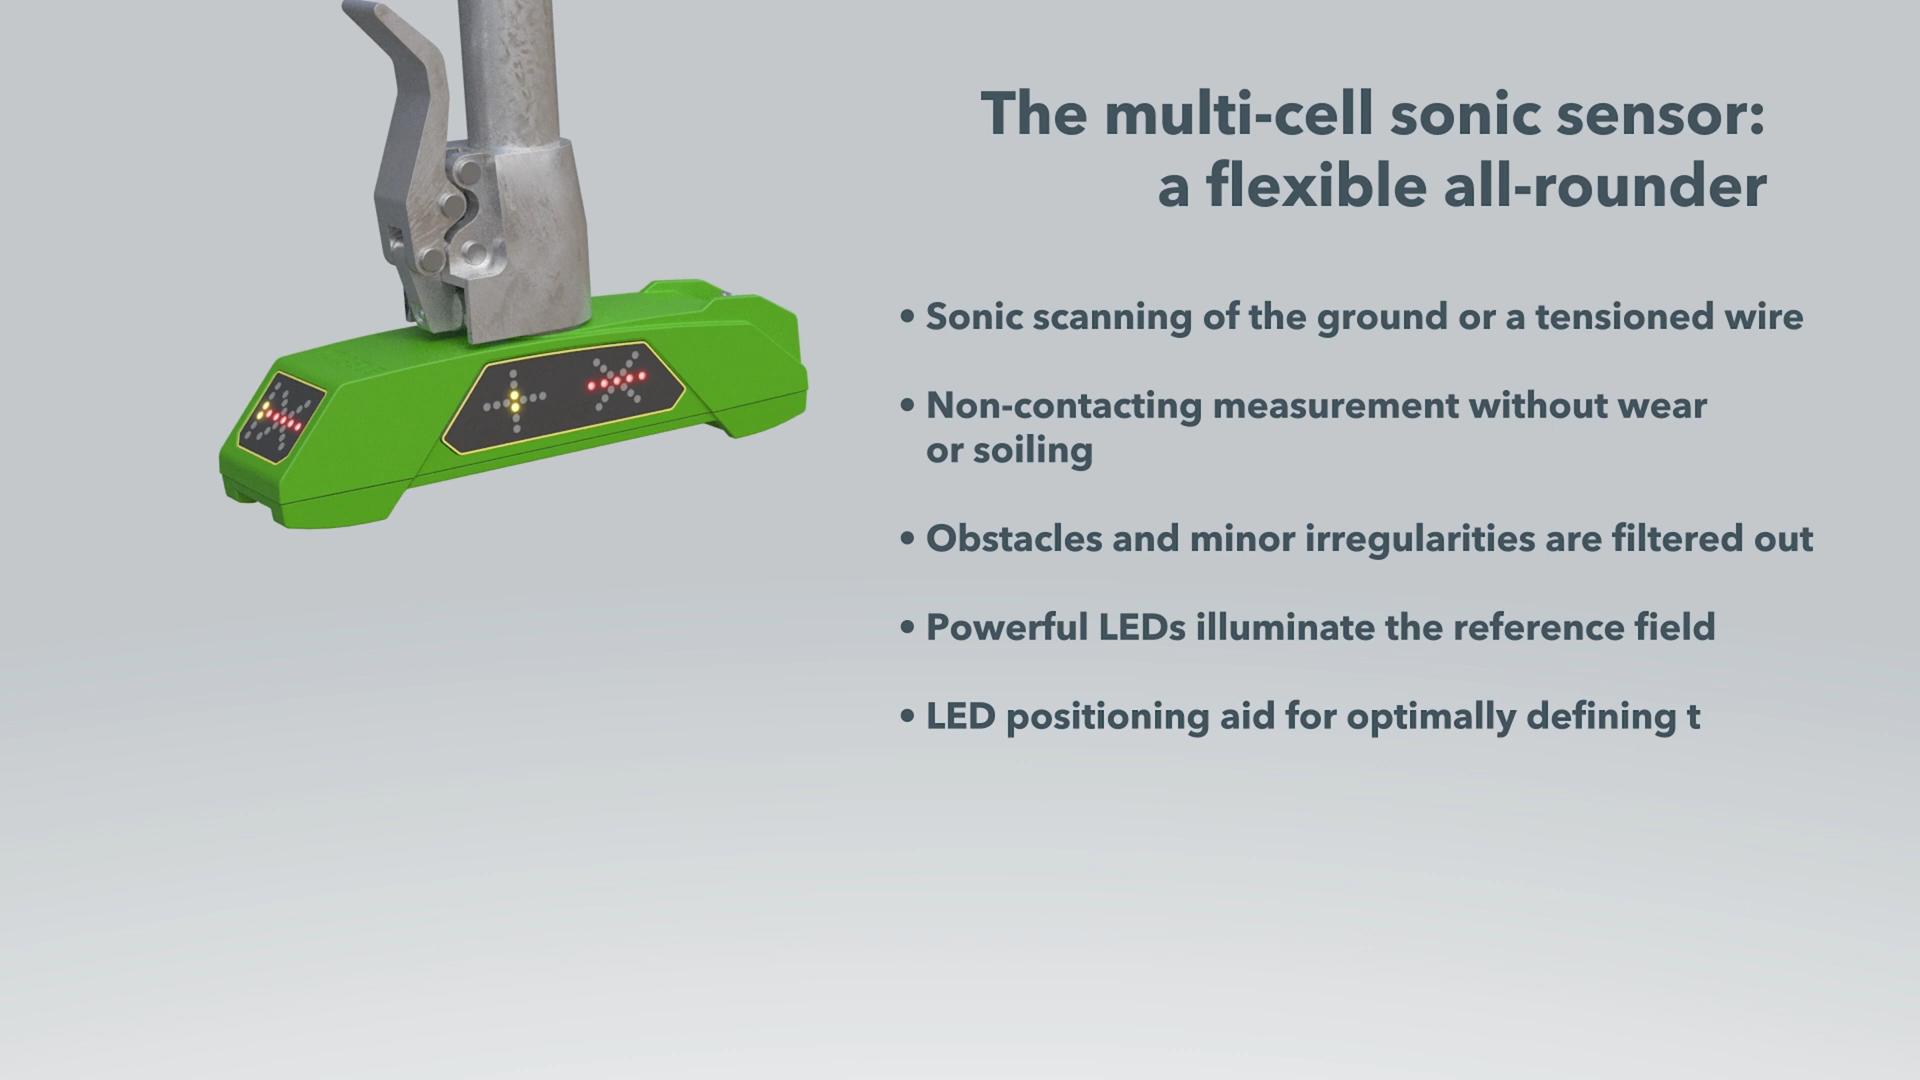 The multi-cell sonic sensor:
a flexible all-rounder
• Sonic scanning of the ground or a tensioned wire
• Non-contacting measurement without wear
or soiling
• Obstacles and minor irregularities are filtered out
• Powerful LEDs illuminate the reference field
• LED positioning aid for optimally defining t